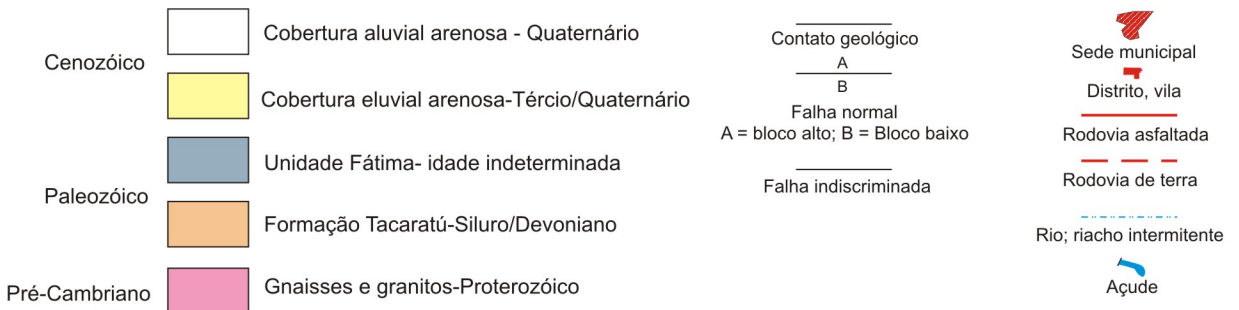 Cenozóico
Cobertura aluvial arenosa - Quaternário
Cobertura eluvial arenosa-Tércio/Quaternário
Paleozóico
Unidade Fátima- idade indeterminada
Formação Tacaratú-Siluro/Devoniano
Pré-Cambriano
Gnaisses e granitos-Proterozóico
Contato geológico
A
B
Falha normal
A = bloco alto; B = Bloco baixo
Falha indiscriminada
Sede municipal
Distrito, vila
Rodovia asfaltada
Rodovia de terra
Rio; riacho intermitente
Açude